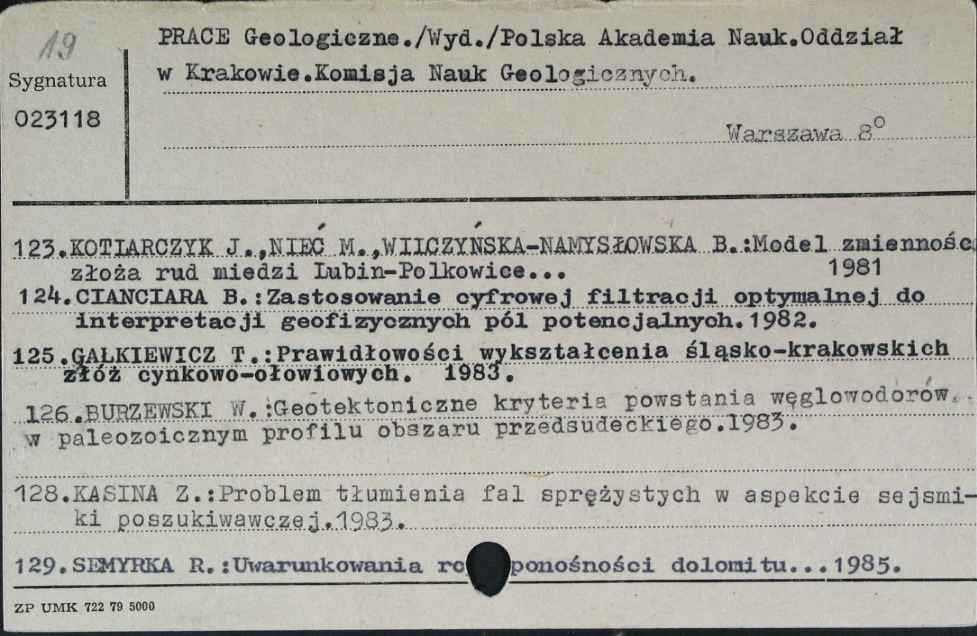 19
PRACE Geologiczne./Wyd./Polska Akademia Nauk.Oddział
Sygnatura
w Krakowie.Komisja Nauk Geologicznych.
023118
Warszawa 8°
123.KOTLARCZYK J.,NIEĆ M.,WILCZYŃSKA-NAMYSŁOWSKA B.:Model zmiennośc
złoża rud miedzi Lubin-Polkowice... 1981
124.CIANCIARA B.:Zastosowanie cyfrowej filtracji optymalnej do
interpretacji geofizycznych pól potencjalnych.1982.
125.GAŁKIEWICZ T.:Prawidłowości wykształcenia śląsko-krakowskich
złóż cynkowo-ołowiowych. 1983.
126.BURZEWSKI W.:Geotektoniczne kryteria powstania węglowodorów
w paleozoicznym profilu obszaru przedsudeckiego.1983.
128.KASINA Z.:Problem tłumienia fal sprężystych w aspekcie sejsmi-
ki poszukiwawczej.1983.
129.SEMYRKA R.:Uwarunkowania ro ponośności dolomitu...1985.
ZP UMK 722 79 5000